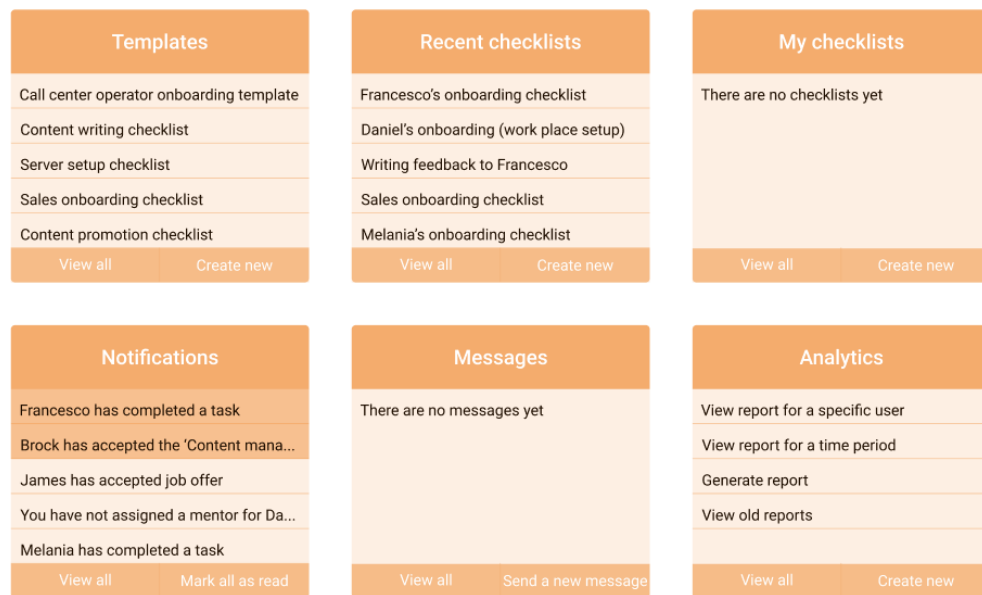 Templates
Call center operator onboarding template
Content writing checklist
Server setup checklist
Sales onboarding checklist
Content promotion checklist
View all
Create new
Recent checklists
Francesco’s onboarding checklist
Daniel’s onboarding (work place setup)
Writing feedback to Francesco
Sales onboarding checklist
Melania’s onboarding checklist
View all
Create new
My checklists
There are no checklists yet
View all
Create new
Notifications
Francesco has completed a task
Brock has accepted the ‘Content mana...
James has accepted job offer
You have not assigned a mentor for Da...
Melania has completed a task
View all
Mark all as read
Messages
There are no messages yet
View all
Send a new message
Analytics
View report for a specific user
View report for a time period
Generate report
View old reports
View all
Create new